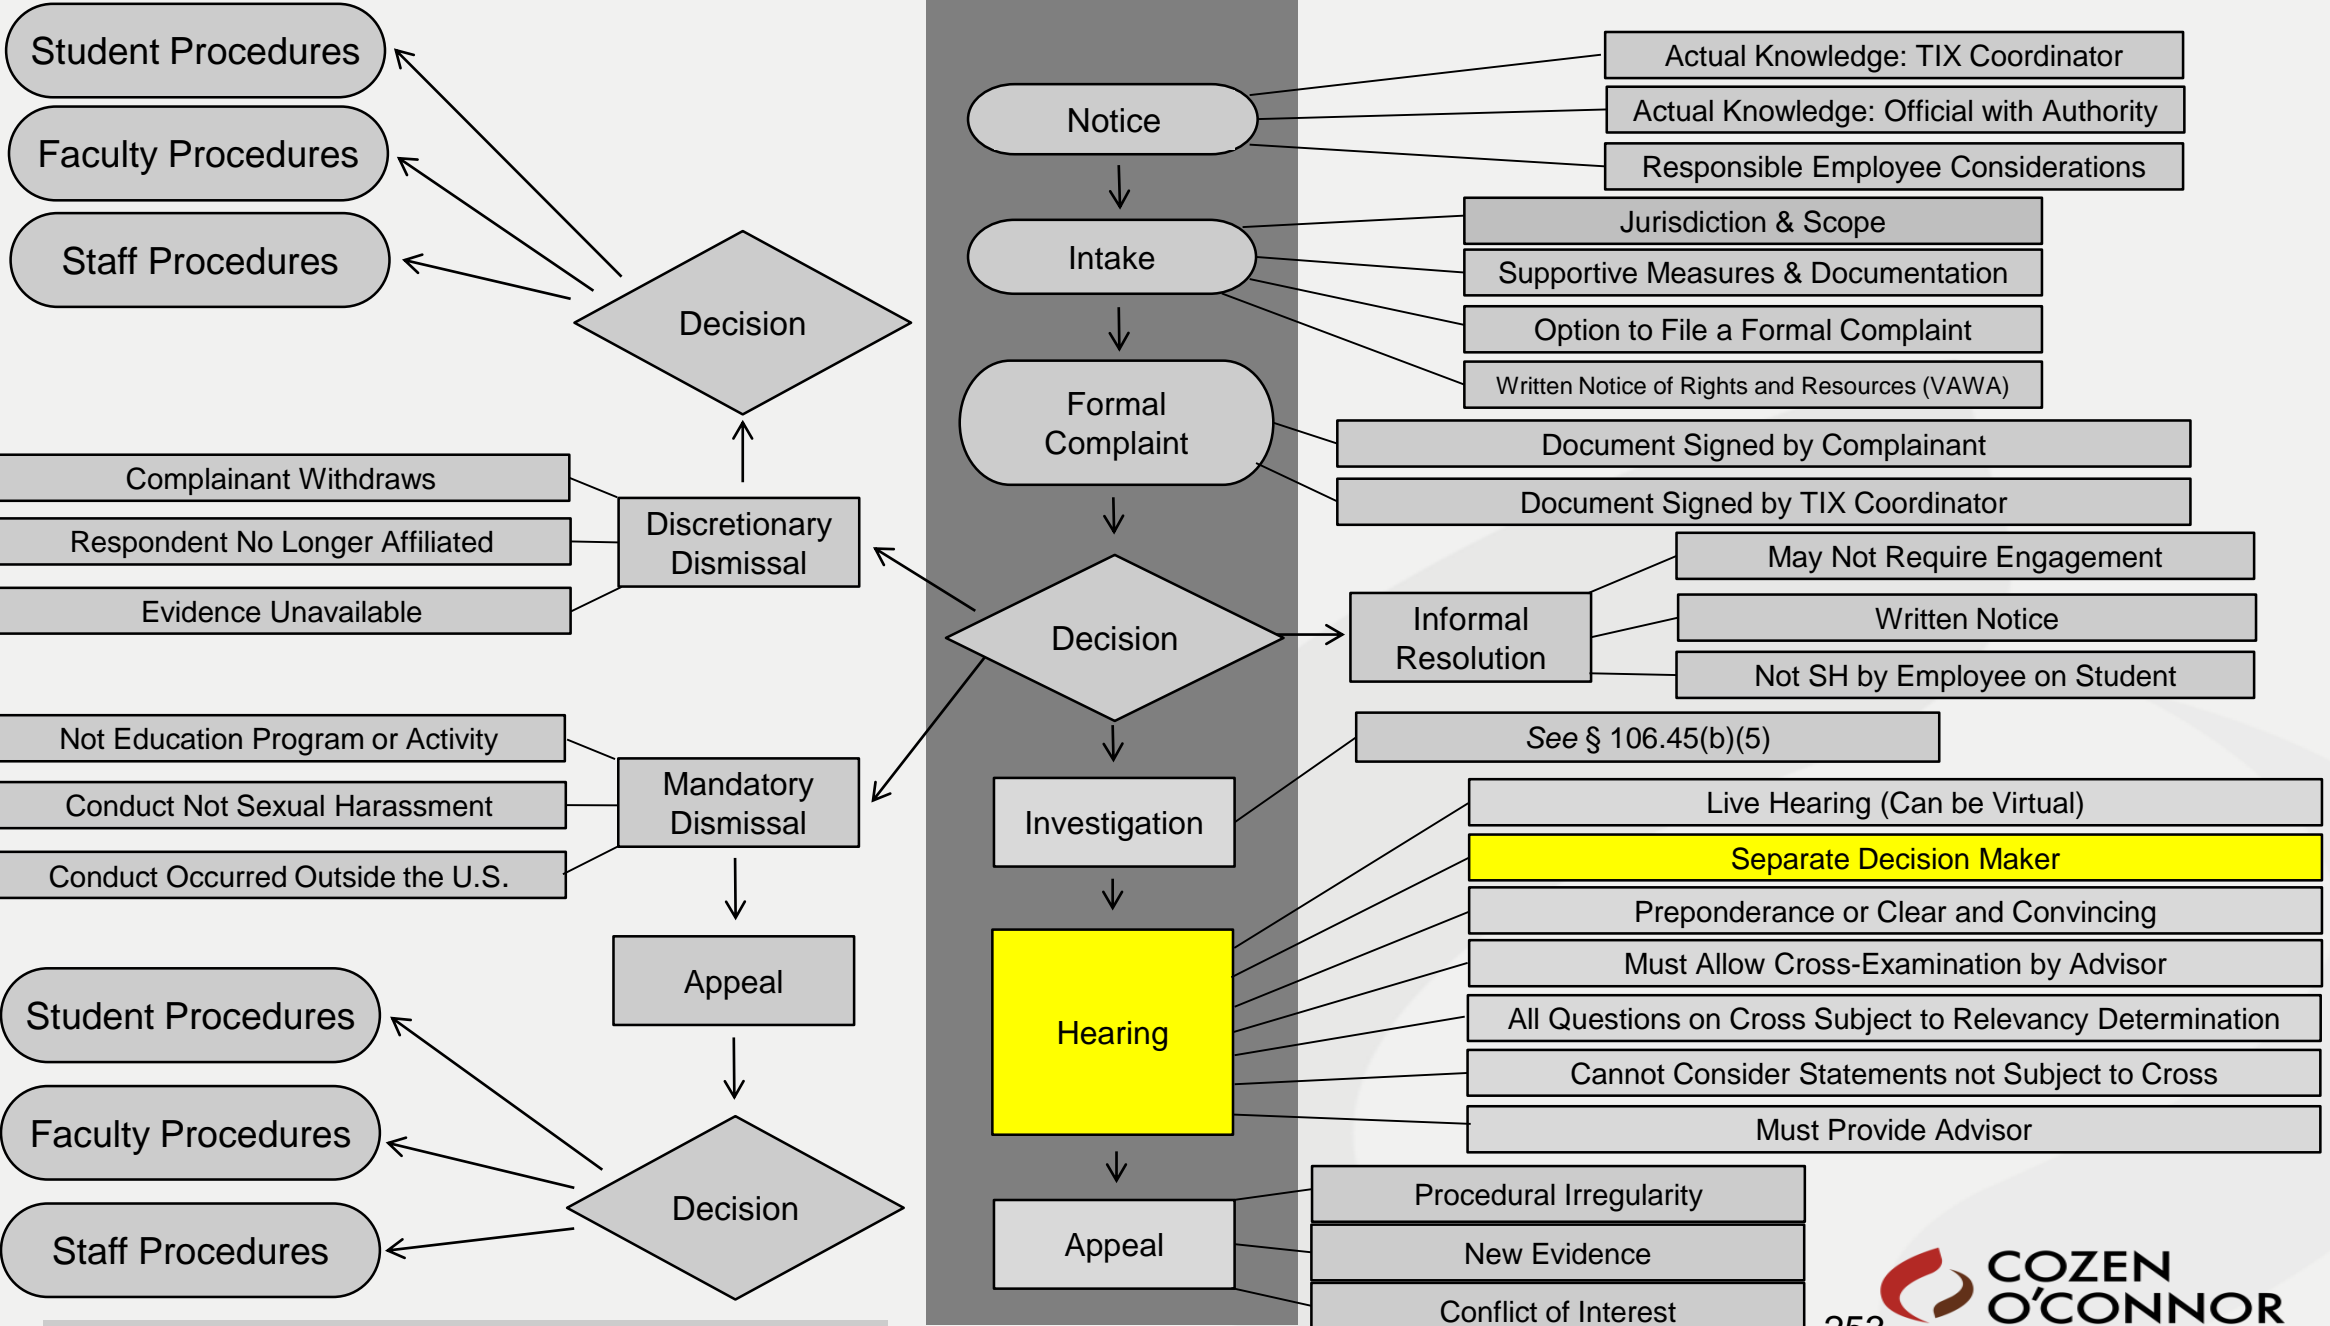 Student Procedures
Faculty Procedures
Staff Procedures
Decision
Complainant Withdraws
Respondent No Longer Affiliated
Evidence Unavailable
Discretionary
Dismissal
Not Education Program or Activity
Conduct Not Sexual Harassment
Conduct Occurred Outside the U.S.
Mandatory
Dismissal
Appeal
Student Procedures
Faculty Procedures
Staff Procedures
Decision
Notice
Intake
Formal
Complaint
Decision
Investigation
Hearing
Appeal
Actual Knowledge: TIX Coordinator
Actual Knowledge: Official with Authority
Responsible Employee Considerations
Jurisdiction & Scope
Supportive Measures & Documentation
Option to File a Formal Complaint
Written Notice of Rights and Resources (VAWA)
Document Signed by Complainant
Document Signed by TIX Coordinator
Informal
Resolution
May Not Require Engagement
Written Notice
Not SH by Employee on Student
See § 106.45(b)(5)
Live Hearing (Can be Virtual)
Separate Decision Maker
Preponderance or Clear and Convincing
Must Allow Cross-Examination by Advisor
All Questions on Cross Subject to Relevancy Determination
Cannot Consider Statements not Subject to Cross
Must Provide Advisor
Procedural Irregularity
New Evidence
Conflict of Interest
COZEN
O'CONNOR